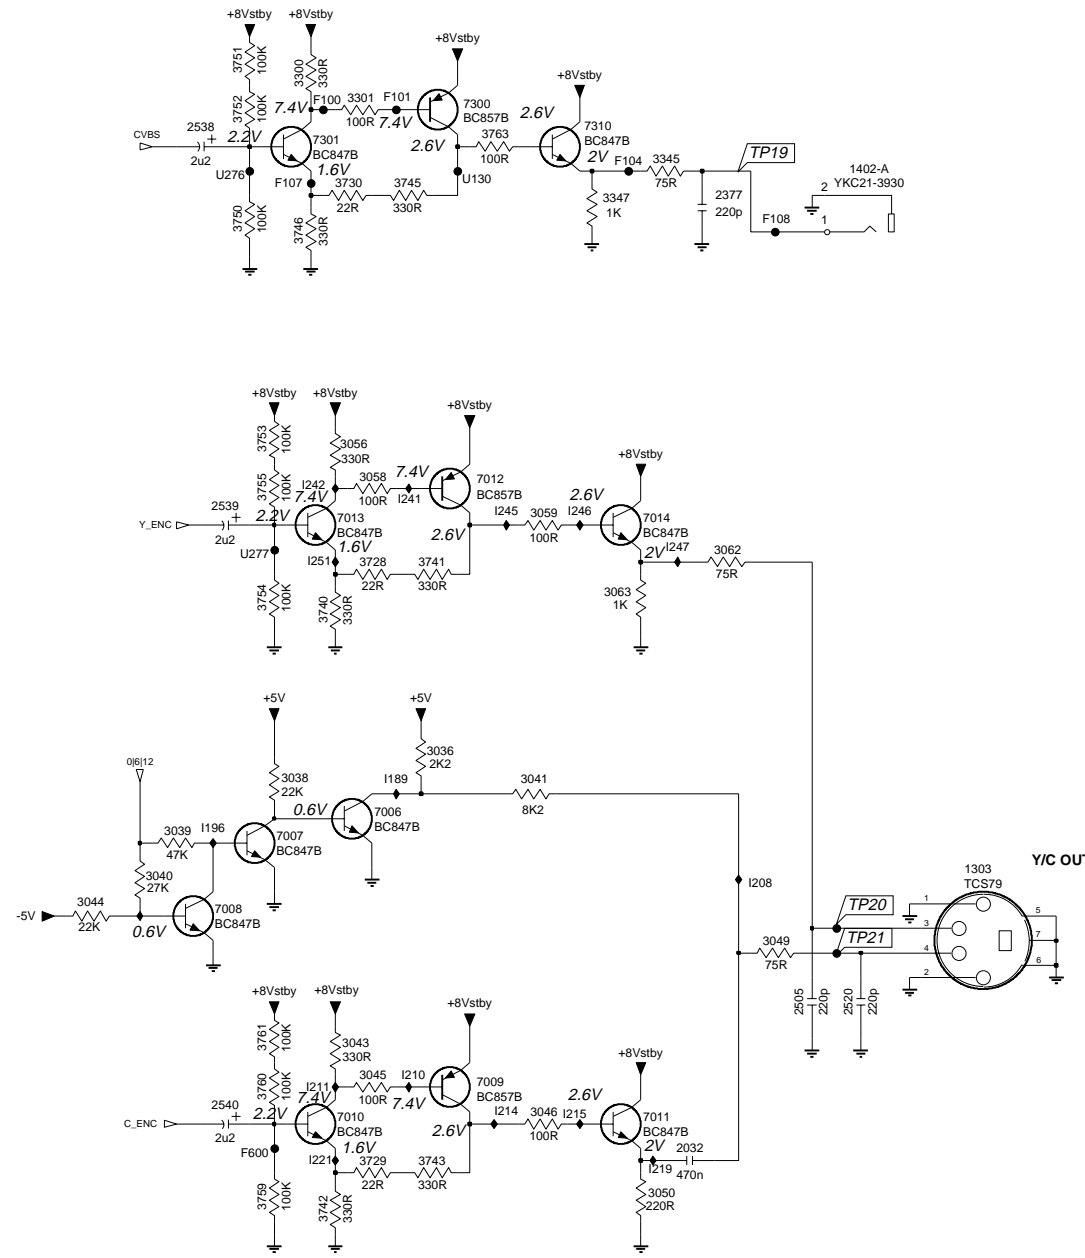 +8Vstby
+8Vstby
+8Vstby
+8Vstby
3751
100K
3300
330R
3752
100K
7.4V
F100
3301
100R
F101
7.4V
7300
BC857B
2.6V
CVBS
2538
+
2u2
2.2V
7301
BC847B
1.6V
2.6V
3763
100R
7310
BC847B
2V
F104
3345
75R
TP19
1402-A
YKC21-3930
2
U276
F107
3730
22R
3745
330R
U130
3347
1K
2377
220p
F108
1
3750
100K
3746
330R
+8Vstby
+8Vstby
+8Vstby
+8Vstby
3753
100K
3056
330R
3755
100K
I242
7.4V
3058
100R
7.4V
I241
7012
BC857B
2.6V
Y_ENC
2539
+
2u2
2.2V
7013
BC847B
1.6V
2.6V
I245
3059
100R
I246
7014
BC847B
2V
I247
3062
75R
U277
I251
3728
22R
3741
330R
3063
1K
3754
100K
3740
330R
+5V
+5V
0|6|12
3038
22K
3036
2K2
I189
3041
8K2
0.6V
7006
BC847B
3039
47K
I196
7007
BC847B
3040
27K
-5V
3044
22K
0.6V
7008
BC847B
I208
Y/C OUT
1303
TCS79
1
5
TP20
3
7
TP21
4
6
2
3049
75R
2505
220p
2520
220p
+8Vstby
+8Vstby
+8Vstby
+8Vstby
3761
100K
3043
330R
3760
100K
I211
7.4V
3045
100R
I210
7.4V
7009
BC857B
2.6V
C_ENC
2540
+
2u2
2.2V
7010
BC847B
1.6V
2.6V
I214
3046
100R
I215
7011
BC847B
2V
I219
2032
470n
F600
I221
3729
22R
3743
330R
3050
220R
3759
100K
3742
330R